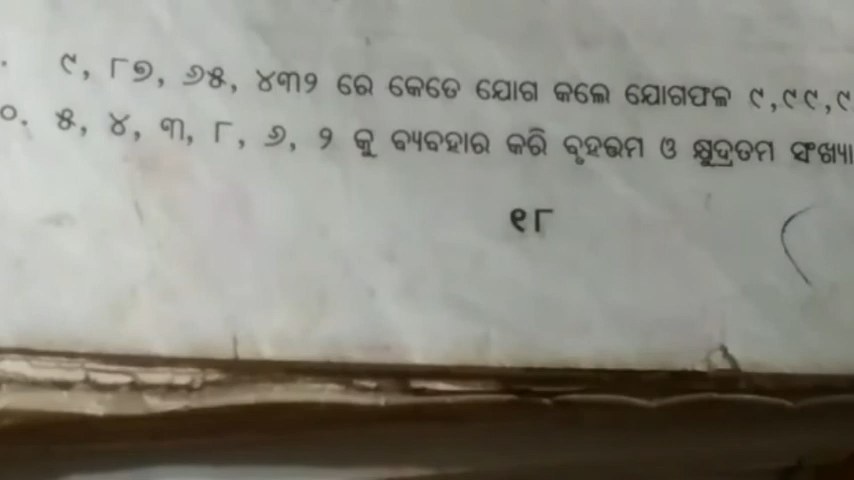 . ୯, ୮୭, ୬୫, ୪୩୨ ରେ କେତେ ଯୋଗ କଲେ ଯୋଗଫଳ ୯,୯୯,୯
୦. ୫, ୪, ୩, ୮, ୬, ୨ କୁ ବ୍ୟବହାର କରି ବୃହତ୍ତମ ଓ କ୍ଷୁଦ୍ରତମ ସଂଖ୍ୟା
୧୮